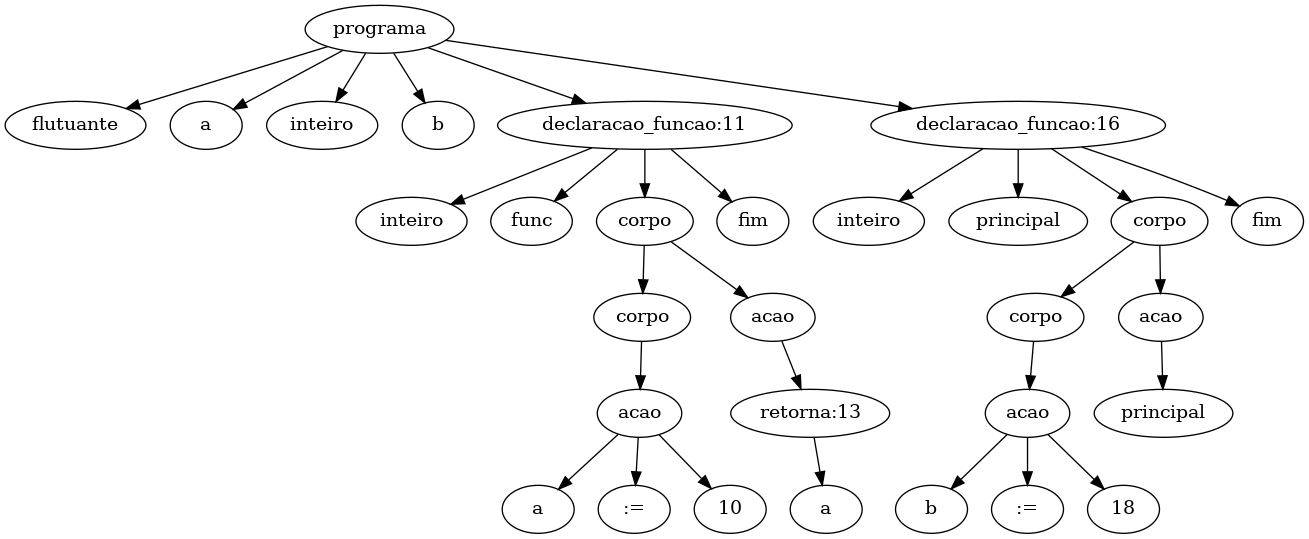 programa
flutuante a inteiro b declaracao_funcao:11 declaracao_funcao:16
inteiro func corpo fim inteiro principal corpo fim
corpo acao corpo acao
acao retorna:13 acao principal
a := 10 a b := 18